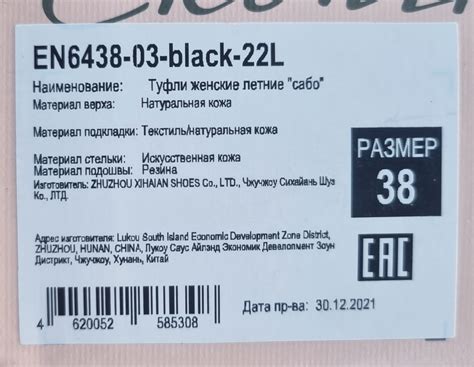 EN6438-03-black-22L
Наименование: Туфли женские летние "сабо"
Материал верха: Натуральная кожа
Материал подкладки: Текстиль/натуральная кожа
Материал стельки: Искусственная кожа
Материал подошвы: Резина
Изготовитель: ZHUZHOU XIHAIAN SHOES Co., LTD., Чжучжоу Сихайань Шуз
Ко., ЛТД.
РАЗМЕР
38
Адрес изготовителя: Lukou South Island Economic Development Zone District,
ZHUZHOU, HUNAN, CHINA, Лукоу Саус Айлэнд Экономик Девелопмент Зоун
Дистрикт, Чжучжоу, Хунань, Китай
EAC
Дата пр-ва: 30.12.2021
4 620052 585308